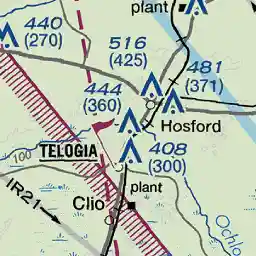 plant
440
(270)
516
(425)
481
(371)
444
(360)
Hosford
TELOGIA
100
408
(300)
IR21
plant
Clio
Ochlo